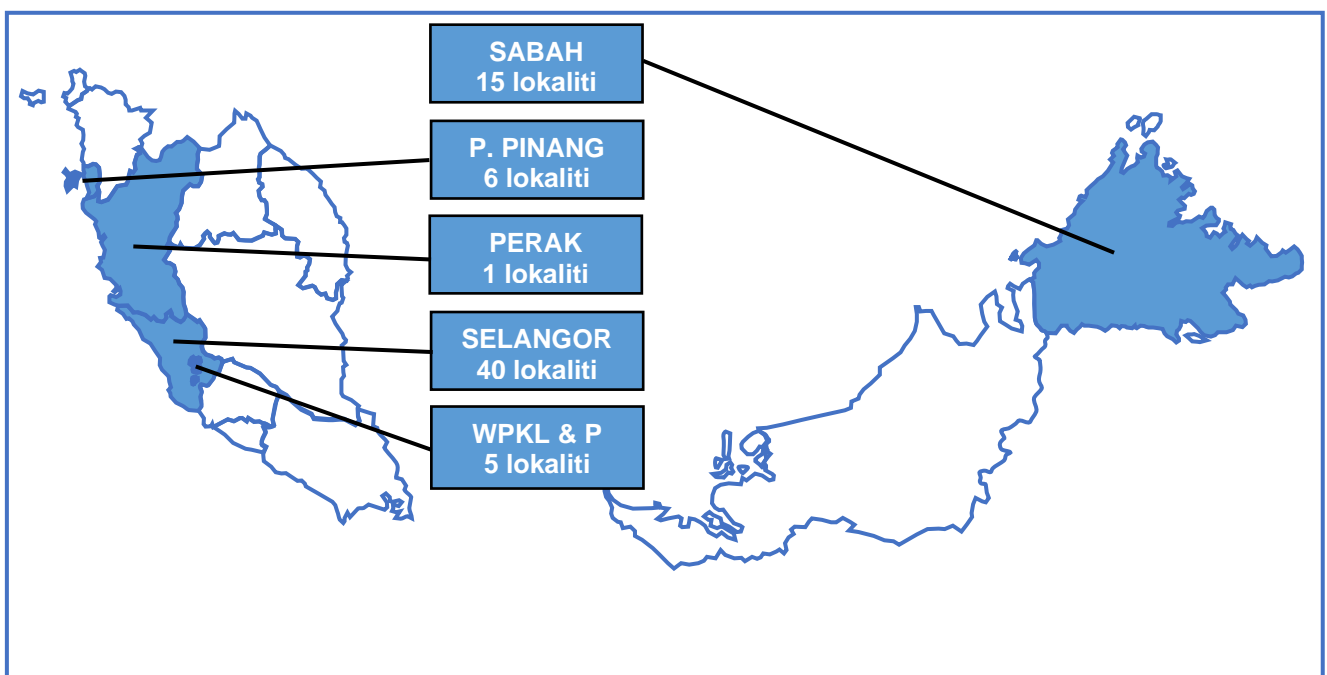 SABAH
15 lokaliti
P. PINANG
6 lokaliti
PERAK
1 lokaliti
SELANGOR
40 lokaliti
WPKL & P
5 lokaliti